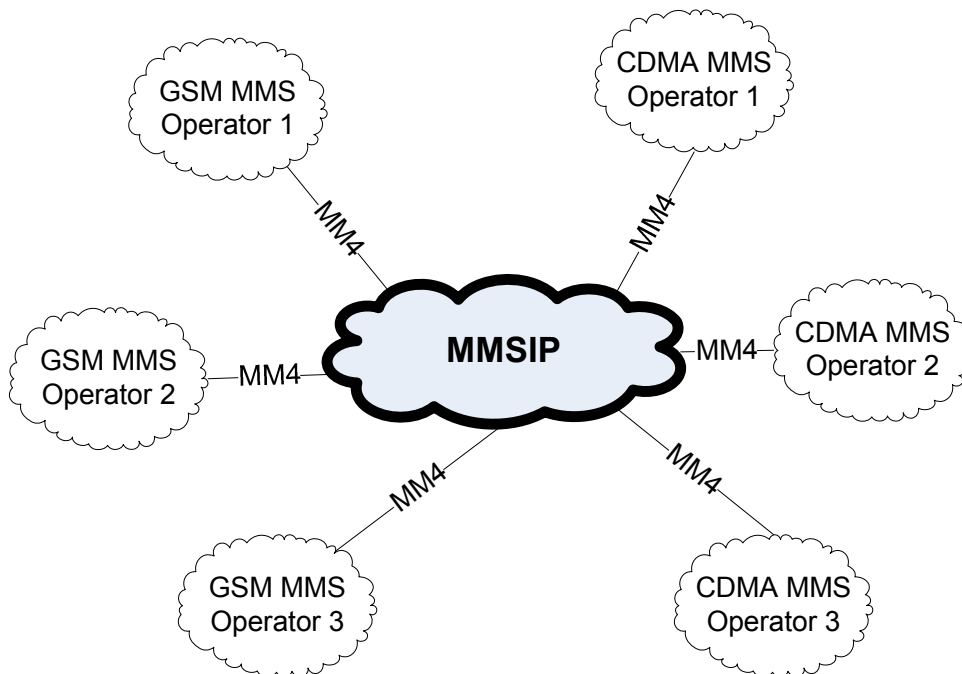 GSM MMS
Operator 1
CDMA MMS
Operator 1
MM4
MM4
MMSIP
GSM MMS
Operator 2
MM4
MM4
CDMA MMS
Operator 2
MM4
MM4
GSM MMS
Operator 3
CDMA MMS
Operator 3